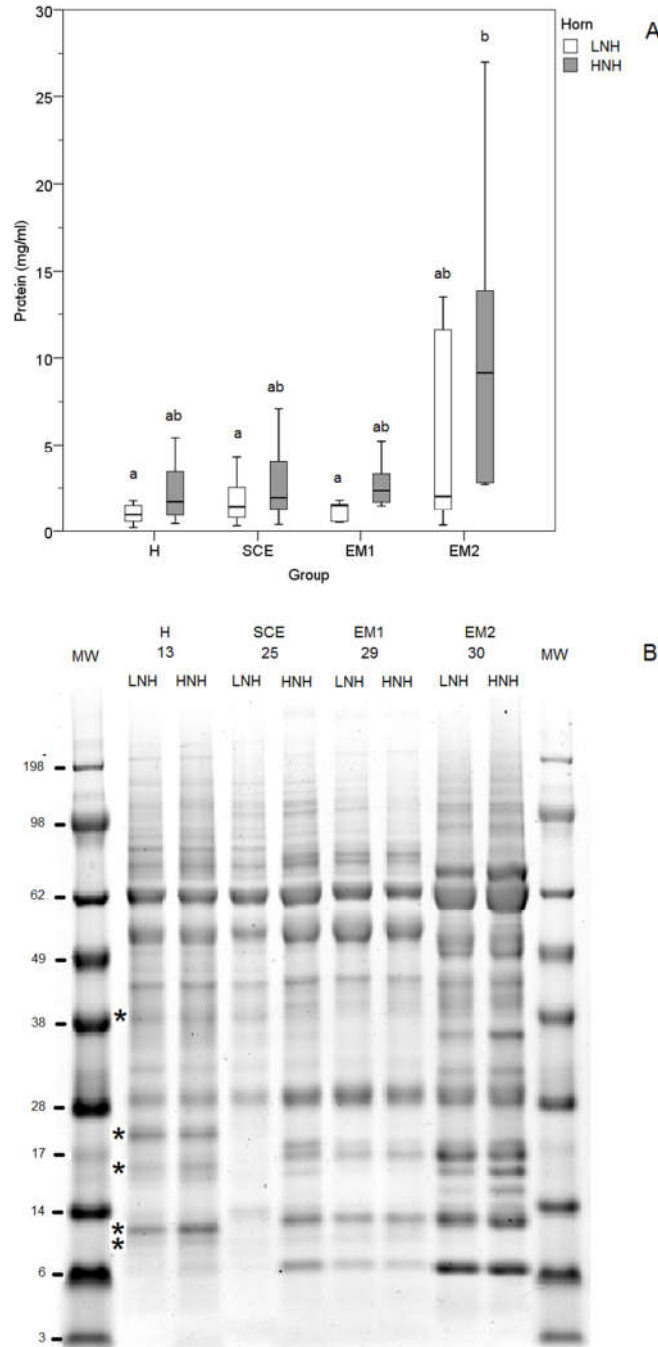 Horn
LNH
HNH
A
30
25
20
15
10
5
0
Protein (mg/ml)
a
ab
a
ab
a
ab
ab
b
H
SCE
EM1
EM2
Group
B
H
SCE
EM1
EM2
13
25
29
30
MW
LNH HNH
LNH HNH
LNH HNH
LNH HNH
MW
198
98
62
49
38 *
28
*
17 *
14
*
*
6
3